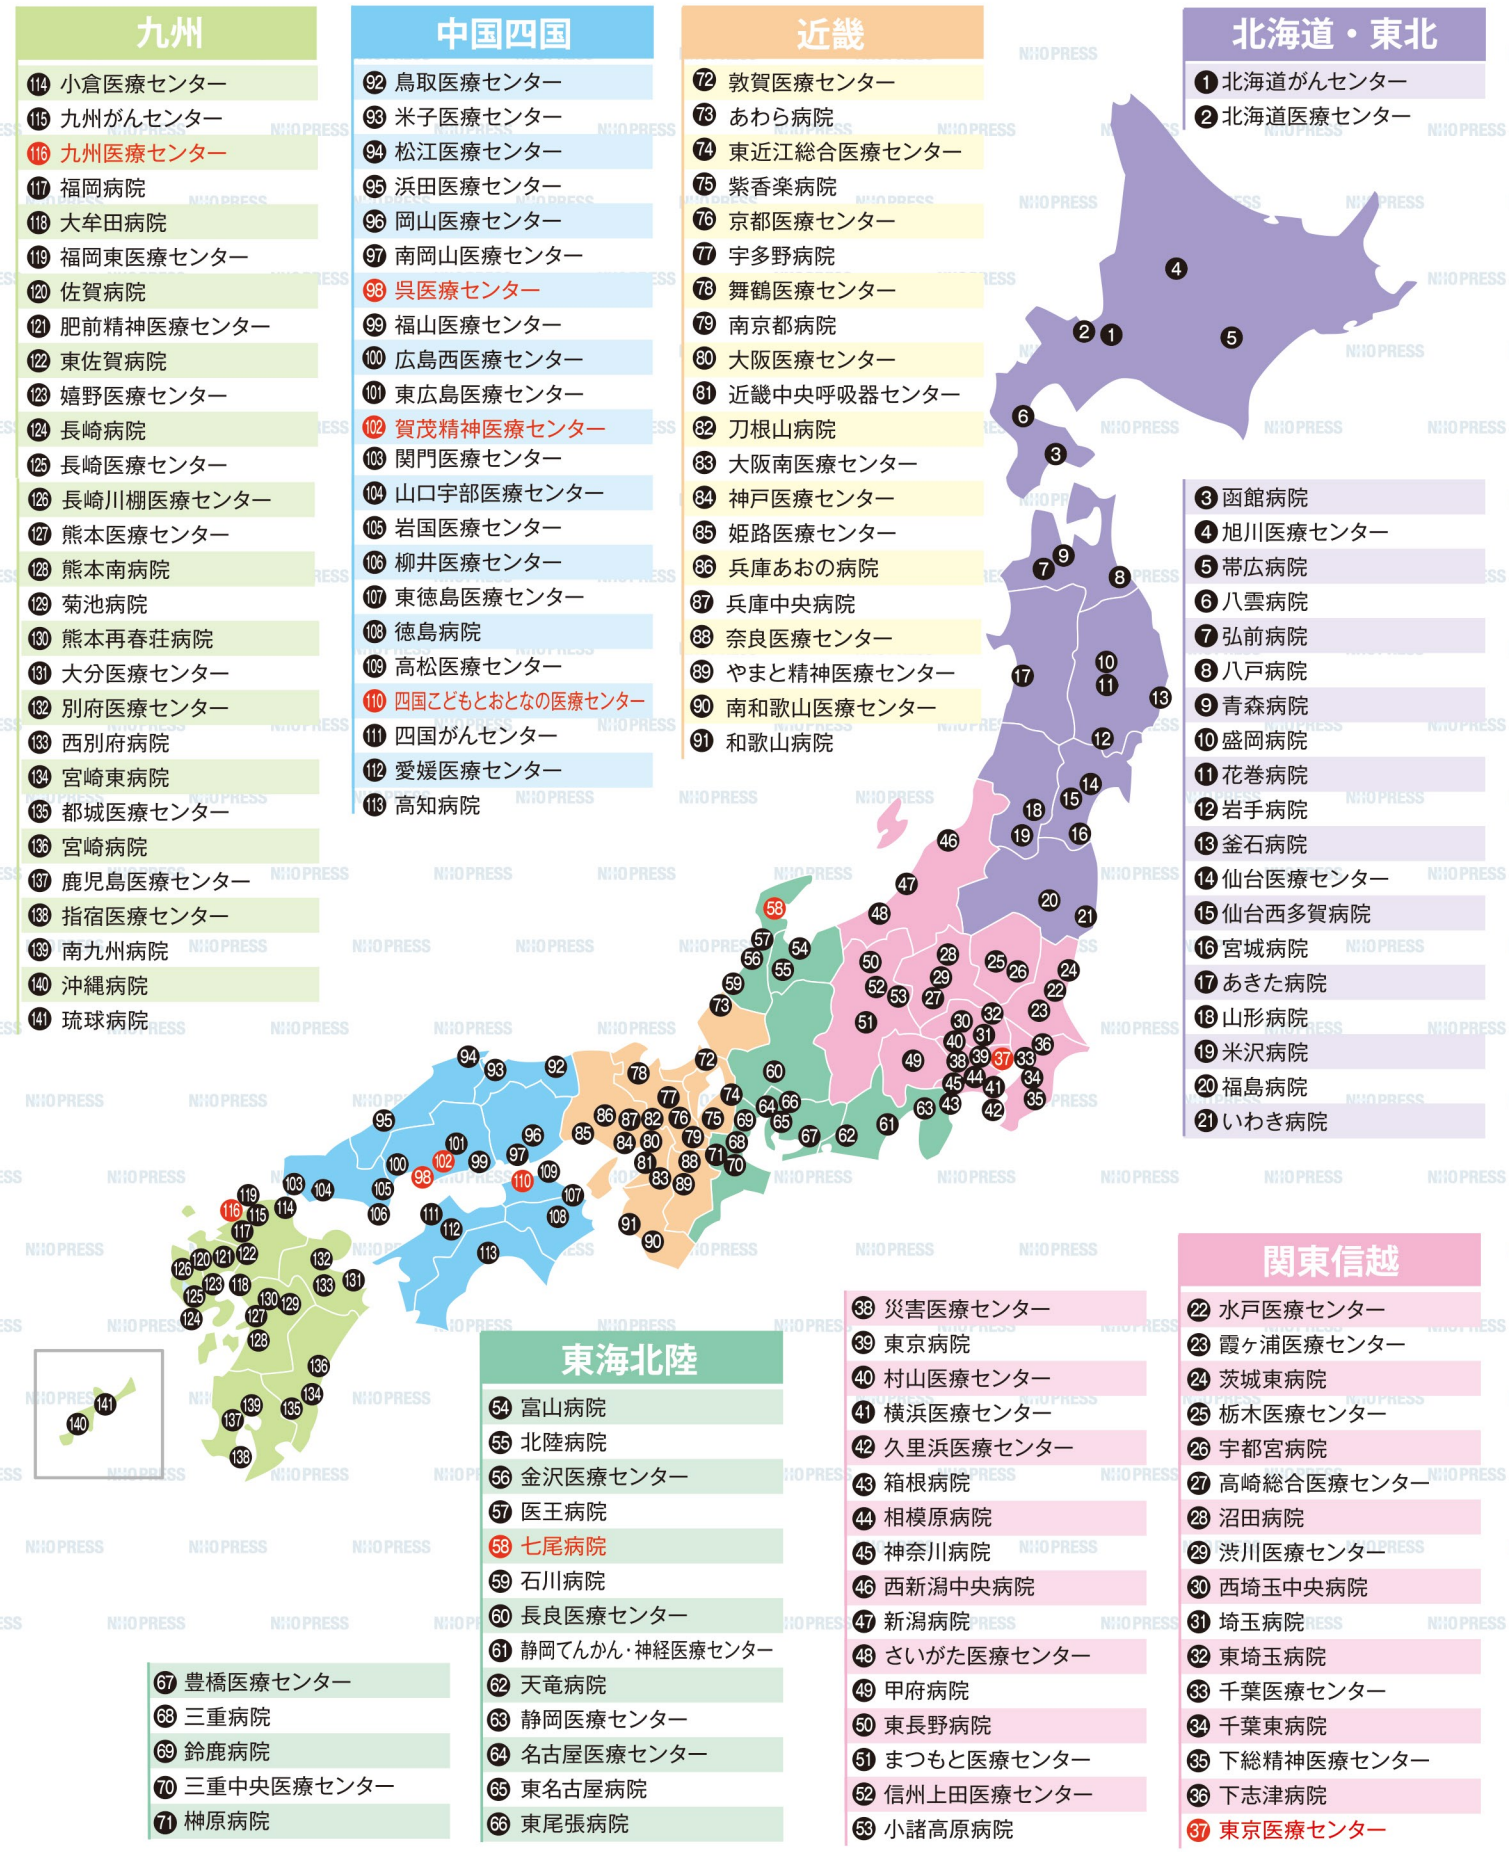 九州
114 小倉医療センター
115 九州がんセンター
116 九州医療センター
117 福岡病院
118 大牟田病院
119 福岡東医療センター
120 佐賀病院
121 肥前精神医療センター
122 東佐賀病院
123 嬉野医療センター
124 長崎病院
125 長崎医療センター
126 長崎川棚医療センター
127 熊本医療センター
128 熊本南病院
129 菊池病院
130 熊本再春荘病院
131 大分医療センター
132 別府医療センター
133 西別府病院
134 宮崎東病院
135 都城医療センター
136 宮崎病院
137 鹿児島医療センター
138 指宿医療センター
139 南九州病院
140 沖縄病院
141 琉球病院
中国四国
92 鳥取医療センター
93 米子医療センター
94 松江医療センター
95 浜田医療センター
96 岡山医療センター
97 南岡山医療センター
98 呉医療センター
99 福山医療センター
100 広島西医療センター
101 東広島医療センター
102 賀茂精神医療センター
103 関門医療センター
104 山口宇部医療センター
105 岩国医療センター
106 柳井医療センター
107 東徳島医療センター
108 徳島病院
109 高松医療センター
110 四国こどもとおとなの医療センター
111 四国がんセンター
112 愛媛医療センター
113 高知病院
近畿
72 敦賀医療センター
73 あわら病院
74 東近江総合医療センター
75 紫香楽病院
76 京都医療センター
77 宇多野病院
78 舞鶴医療センター
79 南京都病院
80 大阪医療センター
81 近畿中央呼吸器センター
82 刀根山病院
83 大阪南医療センター
84 神戸医療センター
85 姫路医療センター
86 兵庫あおの病院
87 兵庫中央病院
88 奈良医療センター
89 やまと精神医療センター
90 南和歌山医療センター
91 和歌山病院
北海道・東北
1 北海道がんセンター
2 北海道医療センター
3 函館病院
4 旭川医療センター
5 帯広病院
6 八雲病院
7 弘前病院
8 八戸病院
9 青森病院
10 盛岡病院
11 花巻病院
12 岩手病院
13 釜石病院
14 仙台医療センター
15 仙台西多賀病院
16 宮城病院
17 あきた病院
18 山形病院
19 米沢病院
20 福島病院
21 いわき病院
関東信越
22 水戸医療センター
23 霞ヶ浦医療センター
24 茨城東病院
25 栃木医療センター
26 宇都宮病院
27 高崎総合医療センター
28 沼田病院
29 渋川医療センター
30 西埼玉中央病院
31 埼玉病院
32 東埼玉病院
33 千葉医療センター
34 千葉東病院
35 下総精神医療センター
36 下志津病院
37 東京医療センター
38 災害医療センター
39 東京病院
40 村山医療センター
41 横浜医療センター
42 久里浜医療センター
43 箱根病院
44 相模原病院
45 神奈川病院
46 西新潟中央病院
47 新潟病院
48 さいがた医療センター
49 甲府病院
50 東長野病院
51 まつもと医療センター
52 信州上田医療センター
53 小諸高原病院
東海北陸
54 富山病院
55 北陸病院
56 金沢医療センター
57 医王病院
58 七尾病院
59 石川病院
60 長良医療センター
61 静岡てんかん・神経医療センター
62 天竜病院
63 静岡医療センター
64 名古屋医療センター
65 東名古屋病院
66 東尾張病院
67 豊橋医療センター
68 三重病院
69 鈴鹿病院
70 三重中央医療センター
71 榊原病院